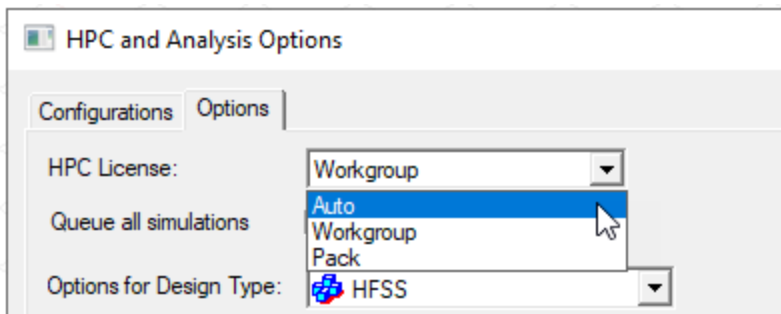 HPC and Analysis Options
Configurations Options
HPC License: Workgroup
Auto
Queue all simulations
Workgroup
Pack
Options for Design Type: HFSS